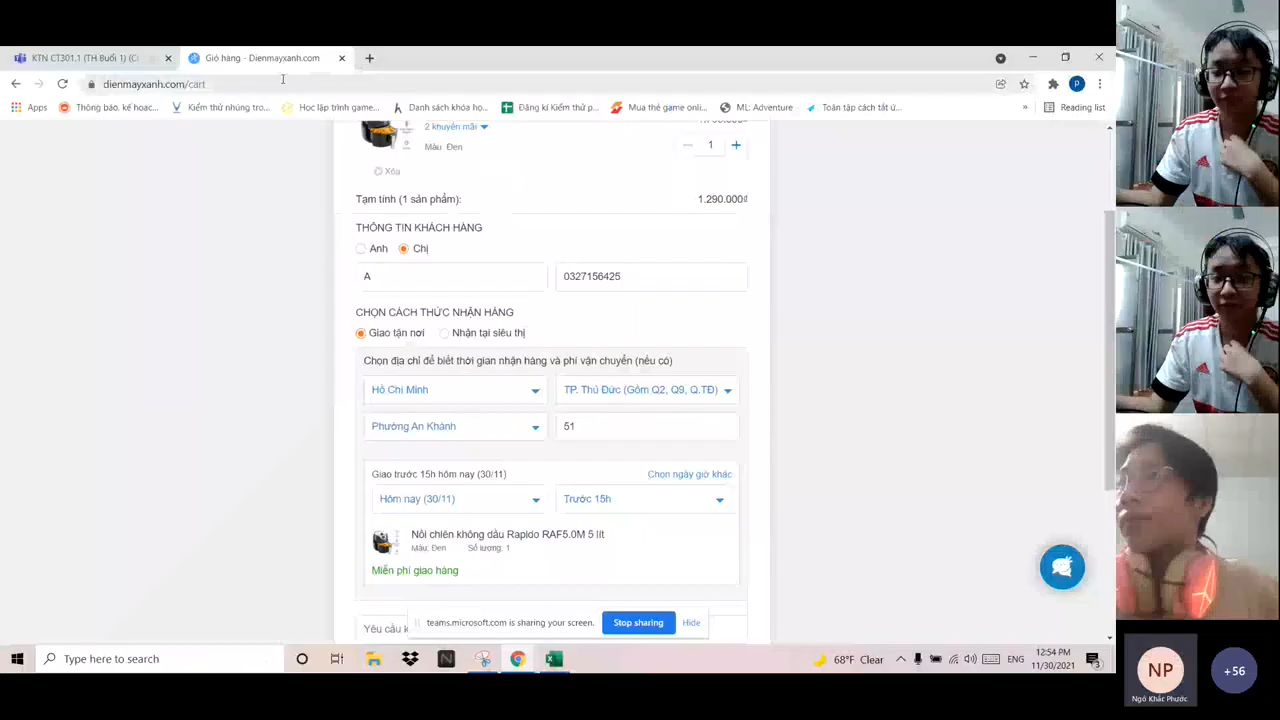 KTN CT301.1 (TH Buổi 1) (C
Giỏ hàng - Dienmayxanh.com
dienmayxanh.com/cart
P
Apps
Thông báo, kế hoạc...
Kiểm thử nhúng tro...
Học lập trình game...
Danh sách khóa họ...
Đăng kí Kiểm thử p...
Mua thẻ game onli...
ML: Adventure
Toàn tập cách tắt ứ...
»
Reading list
2 khuyến mãi
Màu Đen
1
Xóa
Tạm tính (1 sản phẩm):
1.290.000₫
THÔNG TIN KHÁCH HÀNG
Anh
Chị
A
0327156425
CHỌN CÁCH THỨC NHẬN HÀNG
Giao tận nơi
Nhận tại siêu thị
Chọn địa chỉ để biết thời gian nhận hàng và phí vận chuyển (nếu có)
Hồ Chí Minh
TP. Thủ Đức (Gồm Q2, Q9, Q.TĐ)
Phường An Khánh
51
Giao trước 15h hôm nay (30/11)
Chọn ngày giờ khác
Hôm nay (30/11)
Trước 15h
Nồi chiên không dầu Rapido RAF5.0M 5 lít
Màu: Đen
Số lượng: 1
Miễn phí giao hàng
Yêu cầu k
teams.microsoft.com is sharing your screen.
Stop sharing
Hide
Type here to search
68°F Clear
ENG
12:54 PM
11/30/2021
3
NP
Ngô Khắc Phước
+56